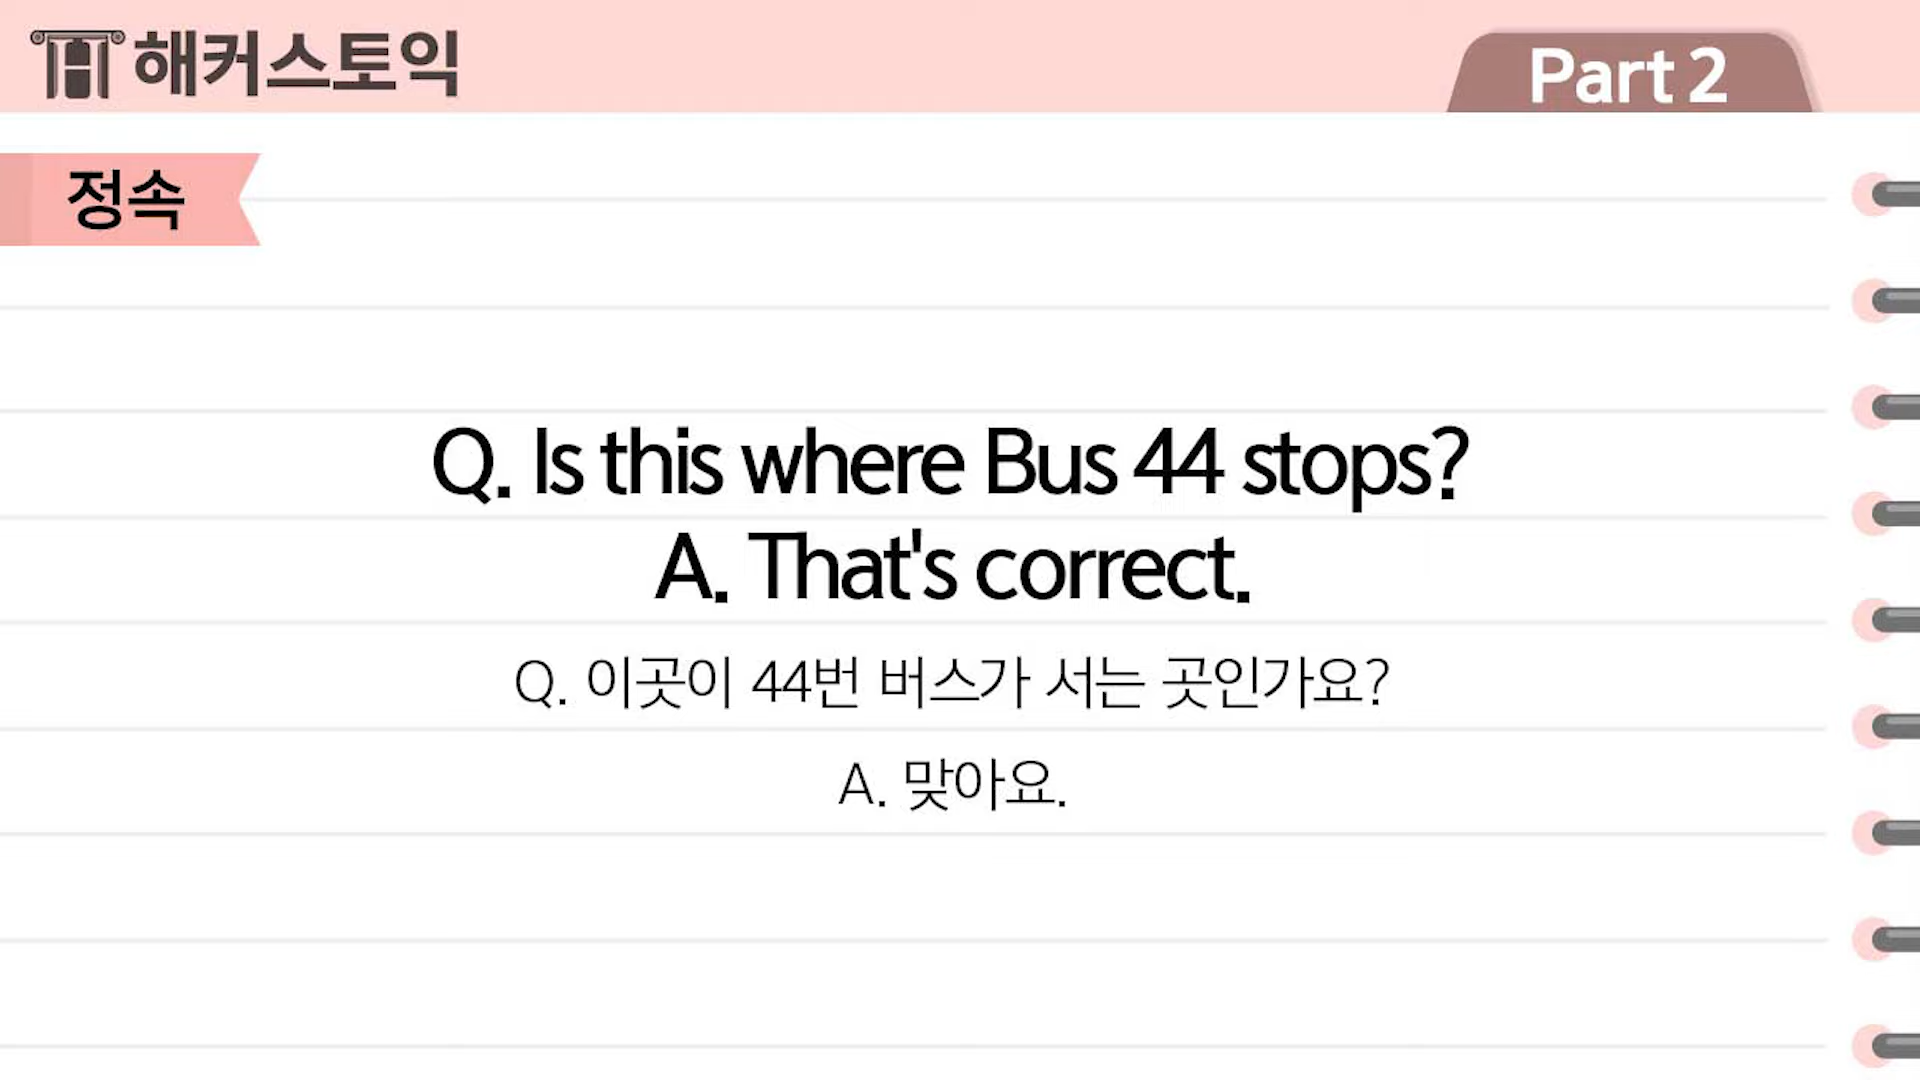 해커스토익
Part 2
정속
Q. Is this where Bus 44 stops?
A. That's correct.
Q. 이곳이 44번 버스가 서는 곳인가요?
A. 맞아요.